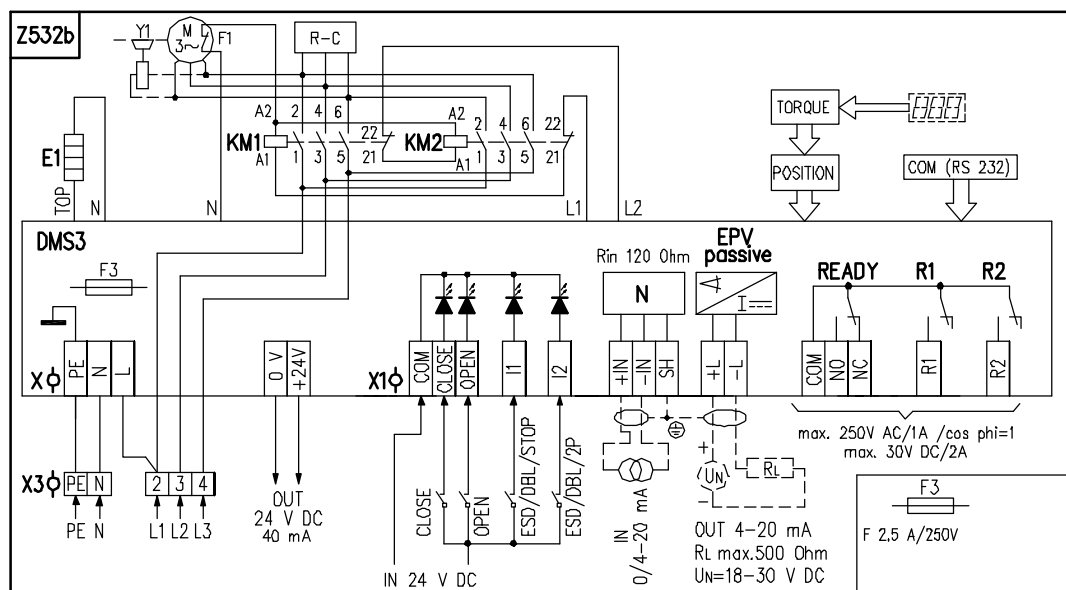 Z532b
Y1
M
3~
F1
R-C
TORQUE
POSITION
COM (RS 232)
E1
TOP
N
N
KM1
A2
A1
2
4
6
1
3
5
22
21
KM2
A2
A1
2
4
6
1
3
5
22
21
L1
L2
DMS3
F3
Rin 120 Ohm
N
EPV
passive
I
READY
R1
R2
X
PE
N
L
0 V
+24V
X1
COM
CLOSE
OPEN
I1
I2
+IN
-IN
SH
+L
-L
COM
NO
NC
R1
R2
max. 250V AC/1A /cos phi=1
max. 30V DC/2A
X3
PE
N
2
3
4
PE N
L1 L2 L3
OUT
24 V DC
40 mA
CLOSE
OPEN
ESD/DBL/STOP
ESD/DBL/2P
IN 24 V DC
IN
0/4-20 mA
+
UN
-
RL
OUT 4-20 mA
RL max.500 Ohm
UN=18-30 V DC
F3
F 2,5 A/250V